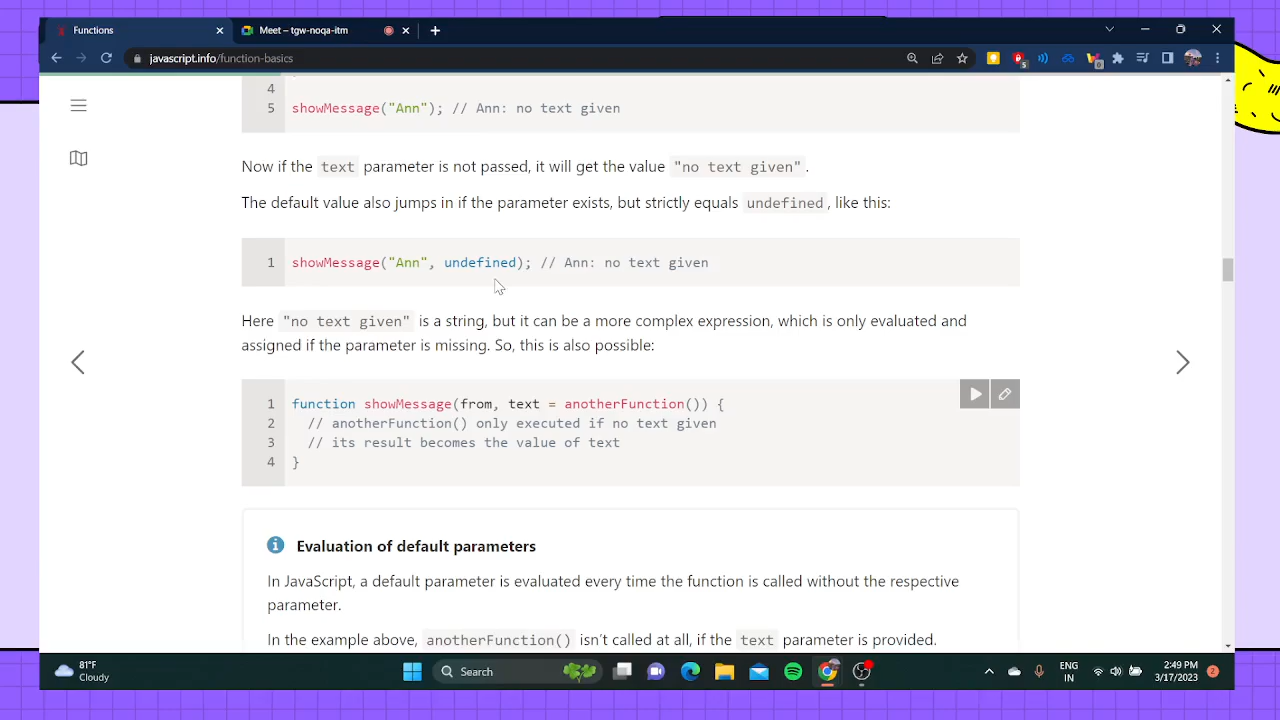 Functions
Meet – tgw-noqa-itm
javascript.info/function-basics
4
5 showMessage("Ann"); // Ann: no text given
Now if the text parameter is not passed, it will get the value "no text given".
The default value also jumps in if the parameter exists, but strictly equals undefined, like this:
1 showMessage("Ann", undefined); // Ann: no text given
Here "no text given" is a string, but it can be a more complex expression, which is only evaluated and
assigned if the parameter is missing. So, this is also possible:
1 function showMessage(from, text = anotherFunction()) {
2 // anotherFunction() only executed if no text given
3 // its result becomes the value of text
4 }
Evaluation of default parameters
In JavaScript, a default parameter is evaluated every time the function is called without the respective
parameter.
In the example above, anotherFunction() isn't called at all, if the text parameter is provided.
81°F
Cloudy
Search
ENG
IN
2:49 PM
3/17/2023
2